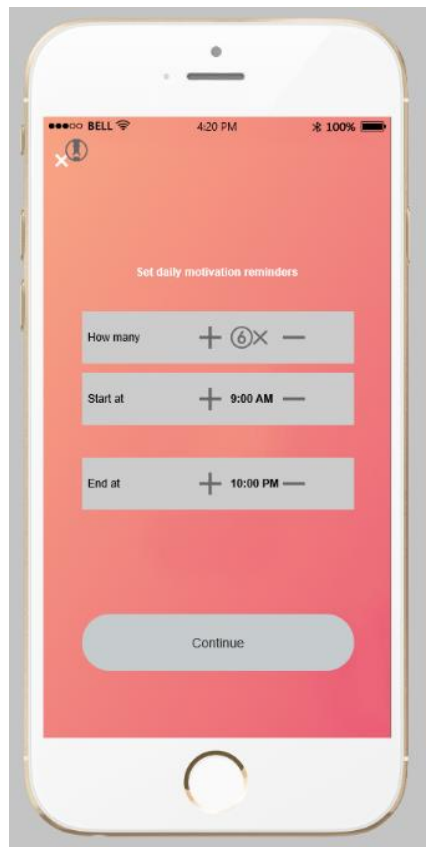 BELL 4:20 PM 100%
×
Set daily motivation reminders
How many + 6× −
Start at + 9:00 AM −
End at + 10:00 PM −
Continue